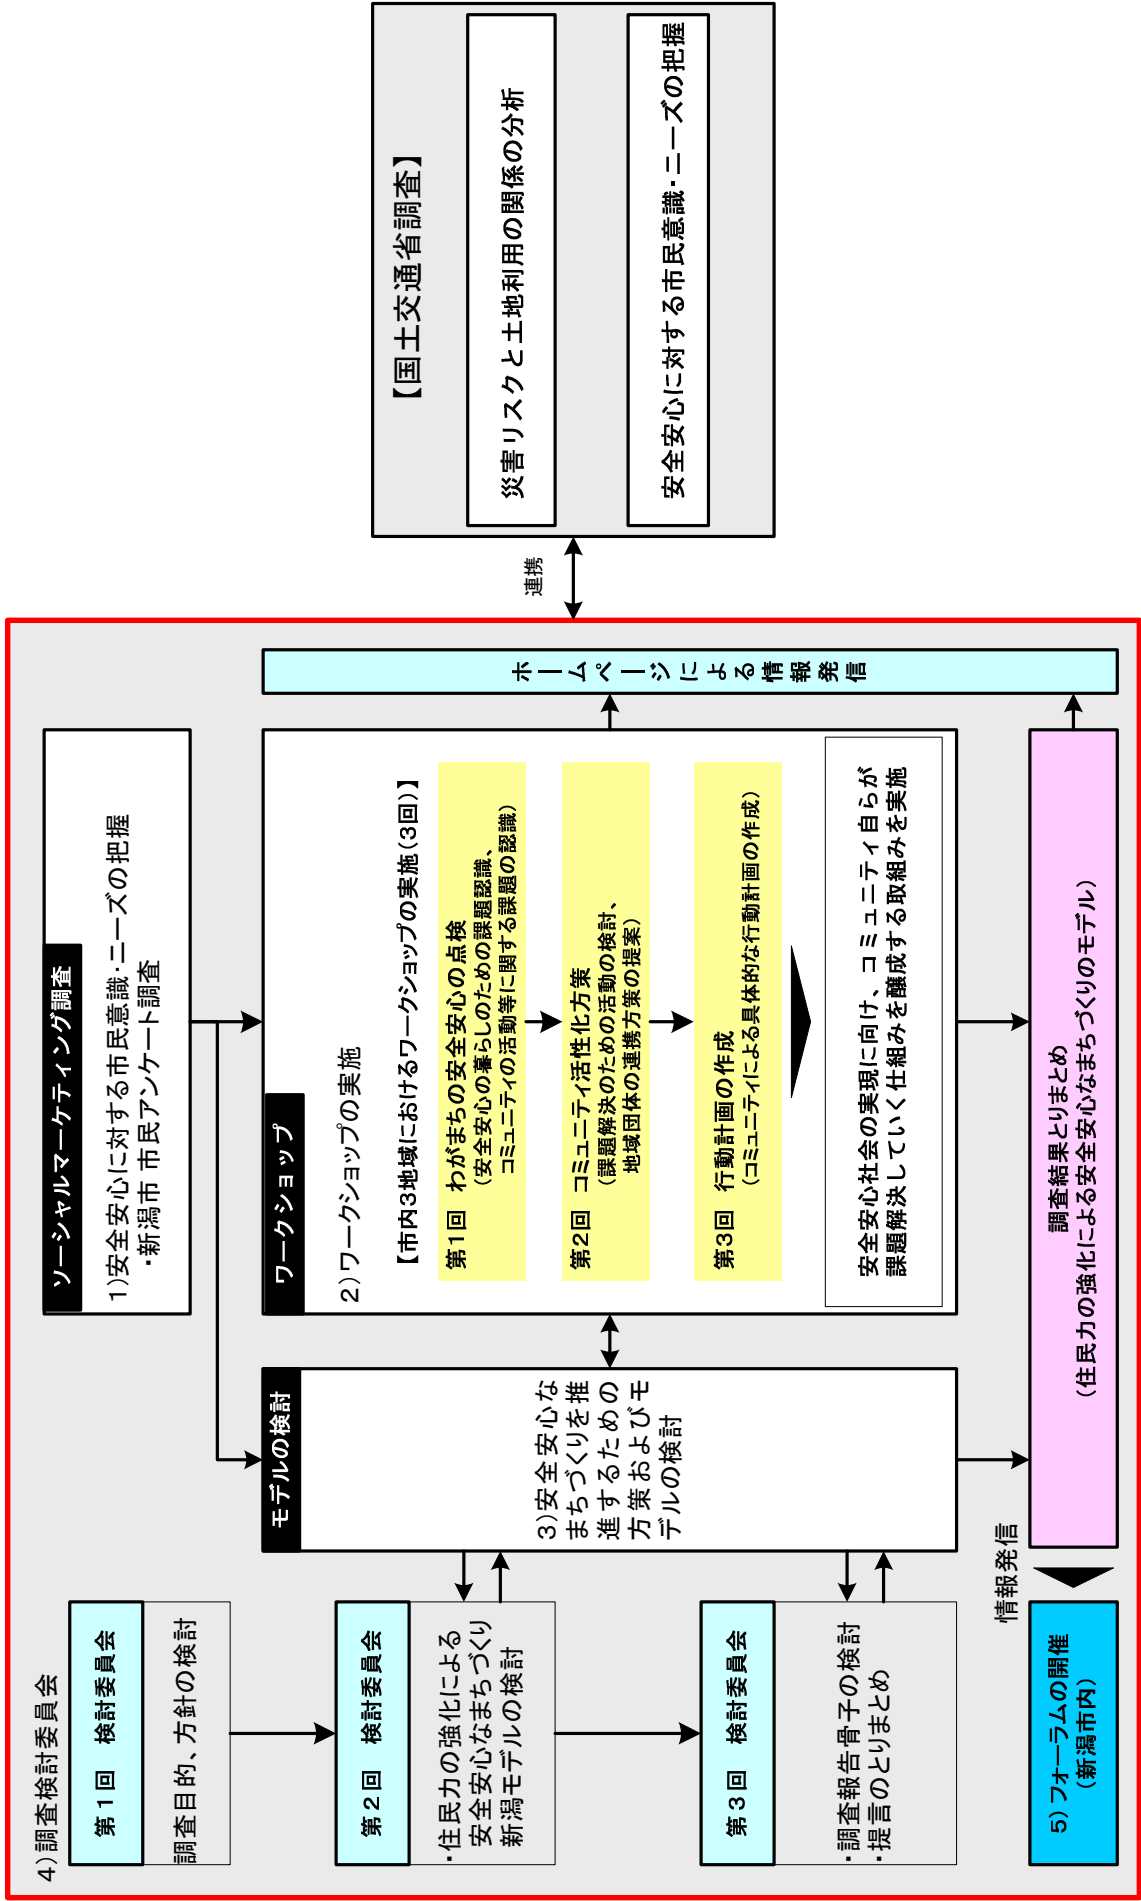 4)調査検討委員会
第1回 検討委員会
調査目的、方針の検討
第2回 検討委員会
・住民力の強化による
安全安心なまちづくり
新潟モデルの検討
第3回 検討委員会
・調査報告骨子の検討
・提言のとりまとめ
情報発信
5)フォーラムの開催
(新潟市内)
モデルの検討
3)安全安心な
まちづくりを推
進するための
方策およびモ
デルの検討
ソーシャルマーケティング調査
1)安全安心に対する市民意識・ニーズの把握
・新潟市 市民アンケート調査
ワークショップ
2)ワークショップの実施
【市内3地域におけるワークショップの実施(3回)】
第1回 わがまちの安全安心の点検
(安全安心の暮らしのための課題認識、
コミュニティの活動等に関する課題の認識)
第2回 コミュニティ活性化方策
(課題解決のための活動の検討、
地域団体の連携方策の提案)
第3回 行動計画の作成
(コミュニティによる具体的な行動計画の作成)
安全安心社会の実現に向け、コミュニティ自らが
課題解決していく仕組みを醸成する取組みを実施
調査結果とりまとめ
(住民力の強化による安全安心なまちづくりのモデル)
ホームページによる情報発信
連携
【国土交通省調査】
災害リスクと土地利用の関係の分析
安全安心に対する市民意識・ニーズの把握